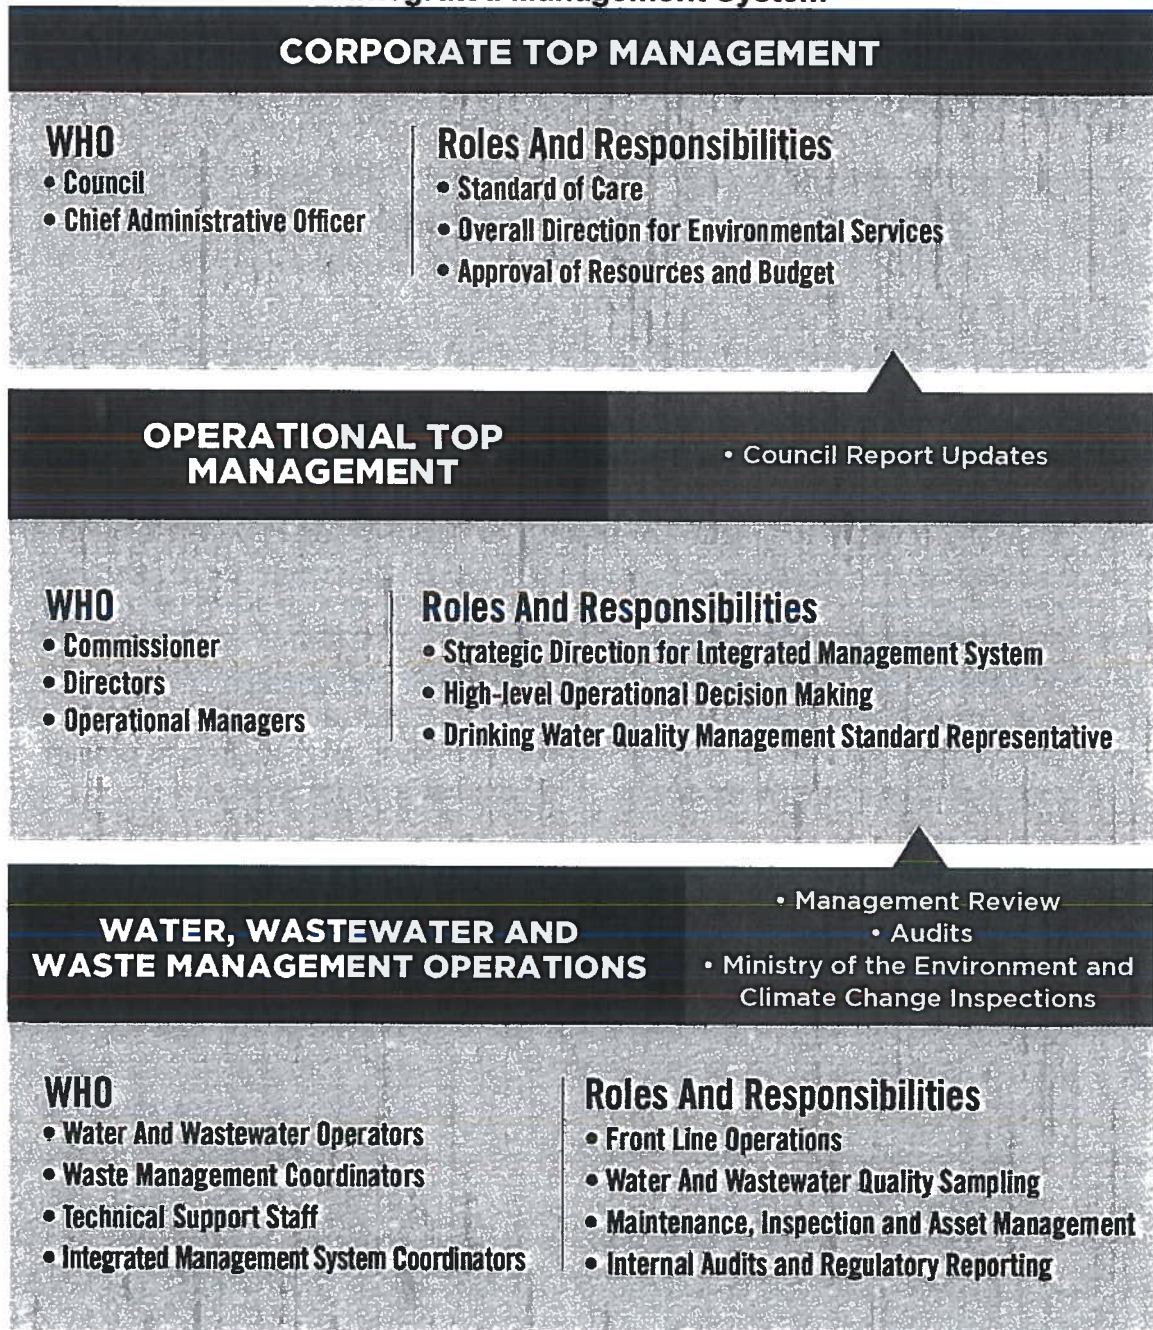 Management System
CORPORATE TOP MANAGEMENT
WHO
• Council
• Chief Administrative Officer
Roles And Responsibilities
• Standard of Care
• Overall Direction for Environmental Services
• Approval of Resources and Budget
OPERATIONAL TOP
MANAGEMENT
• Council Report Updates
WHO
• Commissioner
• Directors
• Operational Managers
Roles And Responsibilities
• Strategic Direction for Integrated Management System
• High-level Operational Decision Making
• Drinking Water Quality Management Standard Representative
WATER, WASTEWATER AND
WASTE MANAGEMENT OPERATIONS
• Management Review
• Audits
• Ministry of the Environment and
Climate Change Inspections
WHO
• Water And Wastewater Operators
• Waste Management Coordinators
• Technical Support Staff
• Integrated Management System Coordinators
Roles And Responsibilities
• Front Line Operations
• Water And Wastewater Quality Sampling
• Maintenance, Inspection and Asset Management
• Internal Audits and Regulatory Reporting